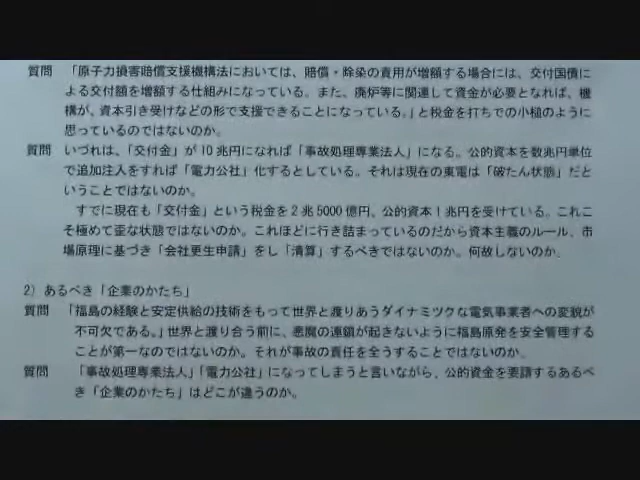 質問　「原子力損害賠償支援機構法においては、賠償・除染の費用が増額する場合には、交付国債に
よる交付額を増額する仕組みになっている。また、廃炉等に関連して資金が必要となれば、機
構が、資本引き受けなどの形で支援できることになっている。」と税金を打ちでの小槌のように
思っているのではないのか。
質問　いづれは、「交付金」が10兆円になれば「事故処理専業法人」になる。公的資本を数兆円単位
で追加注入をすれば「電力公社」化するとしている。それは現在の東電は「破たん状態」だと
いうことではないのか。
すでに現在も「交付金」という税金を2兆5000億円、公的資本1兆円を受けている。これこ
そ極めて歪な状態ではないのか。これほどに行き詰まっているのだから資本主義のルール、市
場原理に基づき「会社更生申請」をし「清算」するべきではないのか。何故しないのか。
2）あるべき「企業のかたち」
質問　「福島の経験と安定供給の技術をもって世界と渡りあうダイナミツクな電気事業者への変貌が
不可欠である。」世界と渡り合う前に、悪魔の連鎖が起きないように福島原発を安全管理する
ことが第一なのではないのか。それが事故の責任を全うすることではないのか。
質問　「事故処理専業法人」「電力公社」になってしまうと言いながら、公的資金を要請するあるべ
き「企業のかたち」はどこが違うのか。